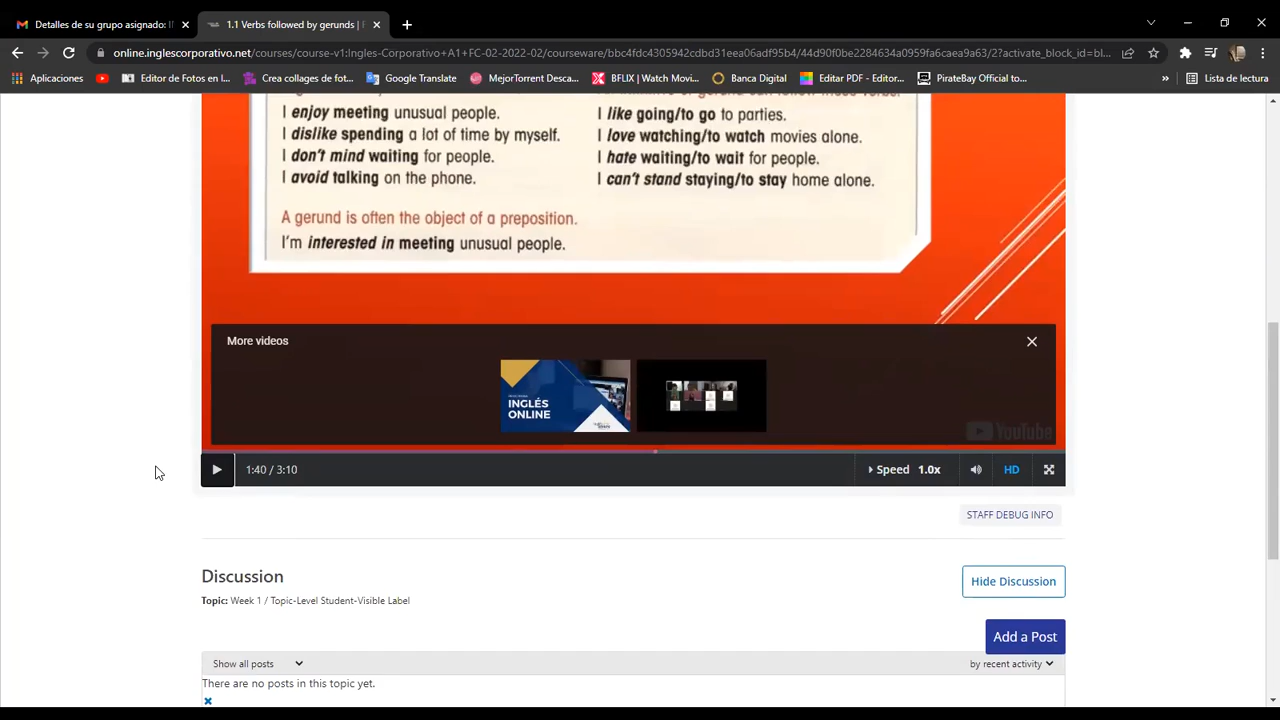 Detalles de su grupo asignado: I
1.1 Verbs followed by gerunds |
online.inglescorporativo.net/courses/course-v1:Ingles-Corporativo+A1+FC-02-2022-02/courseware/bbc4fdc4305942cdbd31eea06adf95b4/44d90f0be2284634a0959fa6caea9a63/2?activate_block_id=bl...
Aplicaciones
Editor de Fotos en l...
Crea collages de fot...
Google Translate
MejorTorrent Desca...
BFLIX | Watch Movi...
Banca Digital
Editar PDF - Editor...
PirateBay Official to...
»
Lista de lectura
I enjoy meeting unusual people.
I dislike spending a lot of time by myself.
I don't mind waiting for people.
I avoid talking on the phone.
I like going/to go to parties.
I love watching/to watch movies alone.
I hate waiting/to wait for people.
I can't stand staying/to stay home alone.
A gerund is often the object of a preposition.
I'm interested in meeting unusual people.
More videos
INGLÉS
ONLINE
YouTube
1:40 / 3:10
Speed 1.0x
HD
STAFF DEBUG INFO
Discussion
Hide Discussion
Topic: Week 1 / Topic-Level Student-Visible Label
Add a Post
Show all posts
by recent activity
There are no posts in this topic yet.